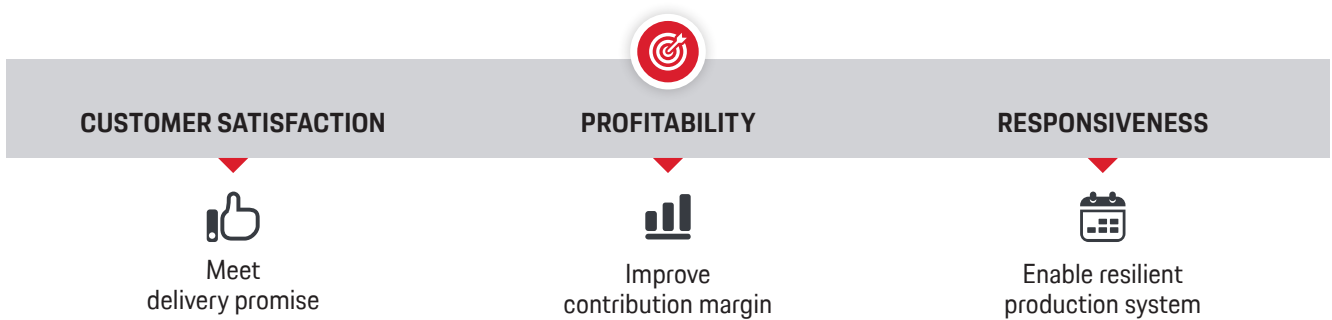 CUSTOMER SATISFACTION
PROFITABILITY
RESPONSIVENESS
Meet
delivery promise
Improve
contribution margin
Enable resilient
production system